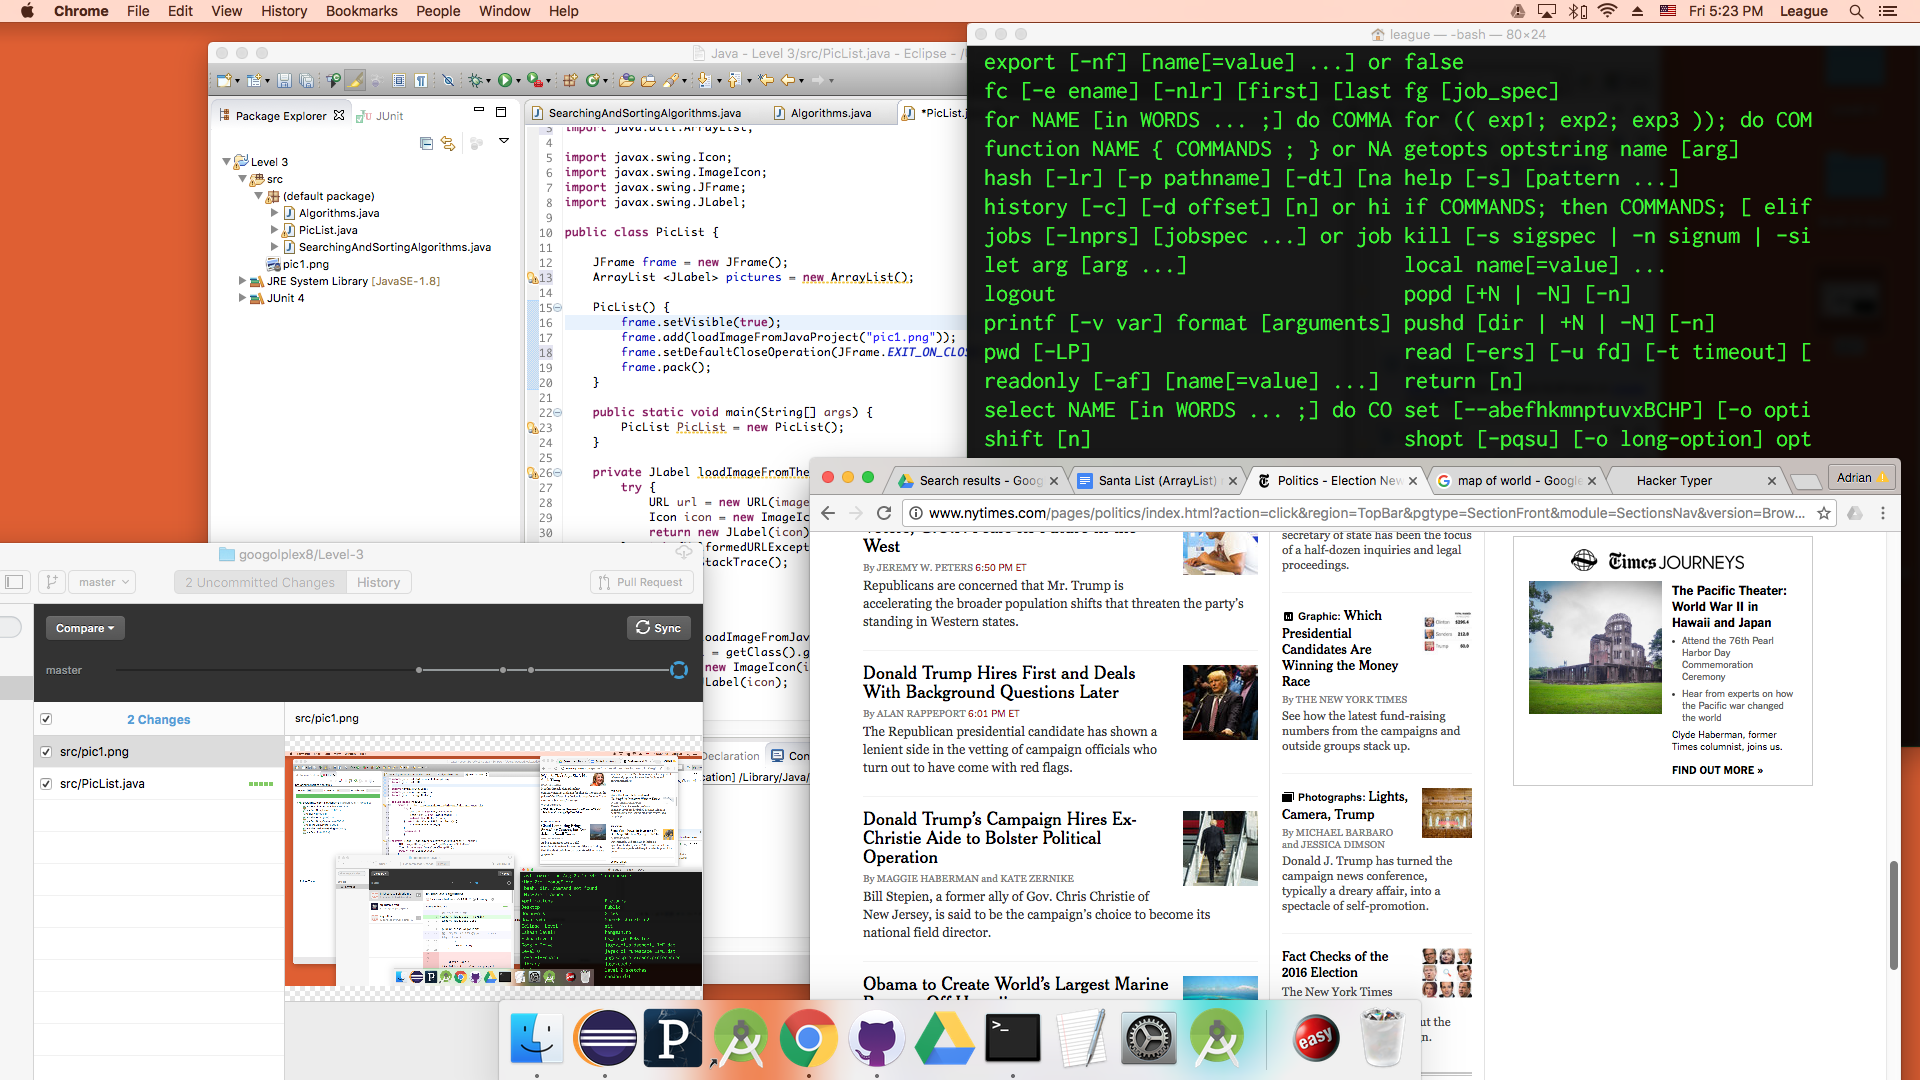 Chrome File Edit View History Bookmarks People Window Help
Fri 5:23 PM League
Java - Level 3/src/PicList.java - Eclipse - /
Package Explorer
JUnit
Level 3
src
(default package)
Algorithms.java
PicList.java
SearchingAndSortingAlgorithms.java
pic1.png
JRE System Library [JavaSE-1.8]
JUnit 4
SearchingAndSortingAlgorithms.java
Algorithms.java
*PicList.j
3 import java.util.ArrayList;
4
5 import javax.swing.Icon;
6 import javax.swing.ImageIcon;
7 import javax.swing.JFrame;
8 import javax.swing.JLabel;
9
10 public class PicList {
11
12 JFrame frame = new JFrame();
13 ArrayList <JLabel> pictures = new ArrayList();
14
15 PicList() {
16 frame.setVisible(true);
17 frame.add(loadImageFromJavaProject("pic1.png"));
18 frame.setDefaultCloseOperation(JFrame.EXIT_ON_CLOS
19 frame.pack();
20 }
21
22 public static void main(String[] args) {
23 PicList PicList = new PicList();
24 }
25
26 private JLabel loadImageFromThe
27 try {
28 URL url = new URL(image
29 Icon icon = new ImageIc
30 return new JLabel(icon)
formedURLExcept
StackTrace();
oadImageFromJav
l = getClass().g
new ImageIcon(i
JLabel(icon);
Declaration
Con
cation] /Library/Java/
league — -bash — 80×24
export [-nf] [name[=value] ...] or false
fc [-e ename] [-nlr] [first] [last fg [job_spec]
for NAME [in WORDS ... ;] do COMMA for (( exp1; exp2; exp3 )); do COM
function NAME { COMMANDS ; } or NA getopts optstring name [arg]
hash [-lr] [-p pathname] [-dt] [na help [-s] [pattern ...]
history [-c] [-d offset] [n] or hi if COMMANDS; then COMMANDS; [ elif
jobs [-lnprs] [jobspec ...] or job kill [-s sigspec | -n signum | -si
let arg [arg ...] local name[=value] ...
logout popd [+N | -N] [-n]
printf [-v var] format [arguments] pushd [dir | +N | -N] [-n]
pwd [-LP] read [-ers] [-u fd] [-t timeout] [
readonly [-af] [name[=value] ...] return [n]
select NAME [in WORDS ... ;] do CO set [--abefhkmnptuvxBCHP] [-o opti
shift [n] shopt [-pqsu] [-o long-option] opt
googolplex8/Level-3
master
2 Uncommitted Changes
History
Pull Request
Compare
Sync
master
2 Changes
src/pic1.png
src/PicList.java
src/pic1.png
Search results - Goog
Santa List (ArrayList)
Politics - Election New
map of world - Google
Hacker Typer
Adrian
www.nytimes.com/pages/politics/index.html?action=click&region=TopBar&pgtype=SectionFront&module=SectionsNav&version=Brow...
West
By JEREMY W. PETERS 6:50 PM ET
Republicans are concerned that Mr. Trump is
accelerating the broader population shifts that threaten the party's
standing in Western states.
Donald Trump Hires First and Deals
With Background Questions Later
By ALAN RAPPEPORT 6:01 PM ET
The Republican presidential candidate has shown a
lenient side in the vetting of campaign officials who
turn out to have come with red flags.
Donald Trump's Campaign Hires Ex-
Christie Aide to Bolster Political
Operation
By MAGGIE HABERMAN and KATE ZERNIKE
Bill Stepien, a former ally of Gov. Chris Christie of
New Jersey, is said to be the campaign's choice to become its
national field director.
Obama to Create World's Largest Marine
secretary of state has been the focus
of a half-dozen inquiries and legal
proceedings.
Graphic: Which
Presidential
Candidates Are
Winning the Money
Race
By THE NEW YORK TIMES
See how the latest fund-raising
numbers from the campaigns and
outside groups stack up.
Photographs: Lights,
Camera, Trump
By MICHAEL BARBARO
and JESSICA DIMSON
Donald J. Trump has turned the
campaign news conference,
typically a dreary affair, into a
spectacle of self-promotion.
Fact Checks of the
2016 Election
The New York Times
ut the
n.
Times JOURNEYS
The Pacific Theater:
World War II in
Hawaii and Japan
• Attend the 76th Pearl
Harbor Day
Commemoration
Ceremony
• Hear from experts on how
the Pacific war changed
the world
Clyde Haberman, former
Times columnist, joins us.
FIND OUT MORE »
P
>_
easy